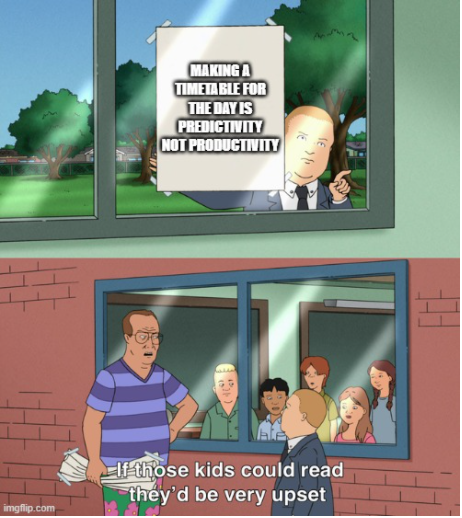 MAKING A
TIMETABLE FOR
THE DAY IS
PREDICTIVITY
NOT PRODUCTIVITY
If those kids could read
they'd be very upset
imgflip.com